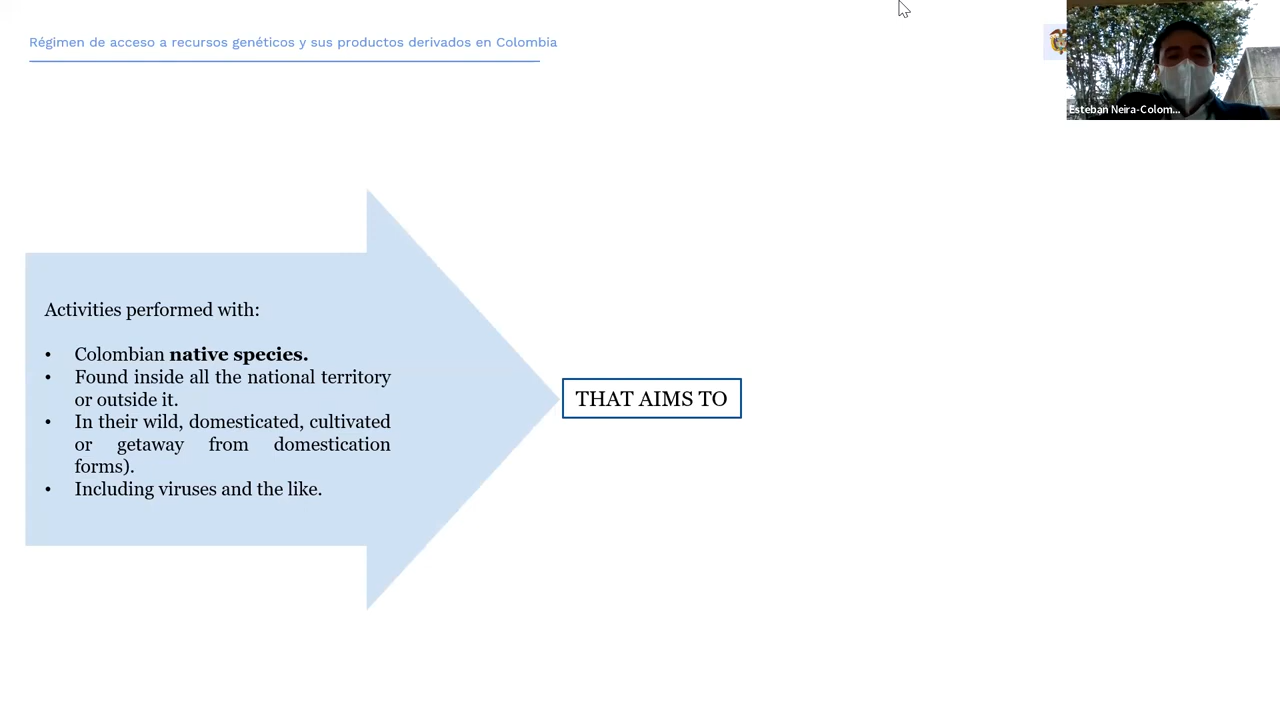 Régimen de acceso a recursos genéticos y sus productos derivados en Colombia
Esteban Neira-Colom...
Activities performed with:
• Colombian native species.
• Found inside all the national territory
or outside it.
• In their wild, domesticated, cultivated
or getaway from domestication
forms).
• Including viruses and the like.
THAT AIMS TO